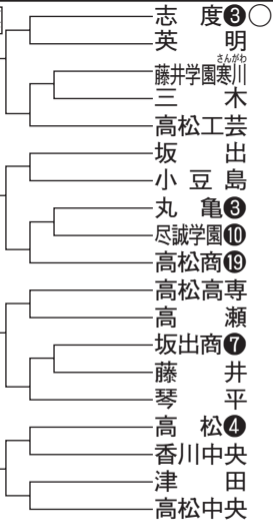 志度❸○
英明
藤井学園寒川
さんがわ
三木
高松工芸
坂出
小豆島
丸亀❸
尽誠学園❿
高松商⓳
高松高専
高瀬
坂出商❼
藤井
琴平
高松❹
香川中央
津田
高松中央